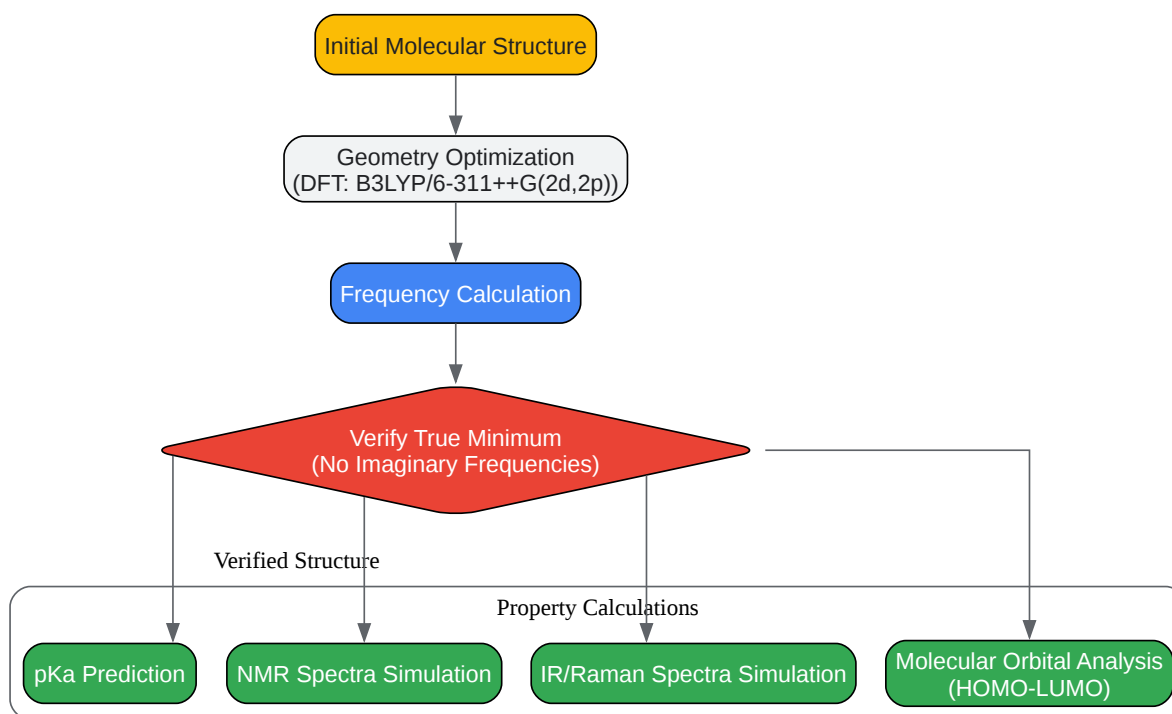 Initial Molecular Structure
Geometry Optimization
(DFT: B3LYP/6-311++G(2d,2p))
Frequency Calculation
Verify True Minimum
(No Imaginary Frequencies)
Verified Structure
Property Calculations
pKa Prediction
NMR Spectra Simulation
IR/Raman Spectra Simulation
Molecular Orbital Analysis
(HOMO-LUMO)